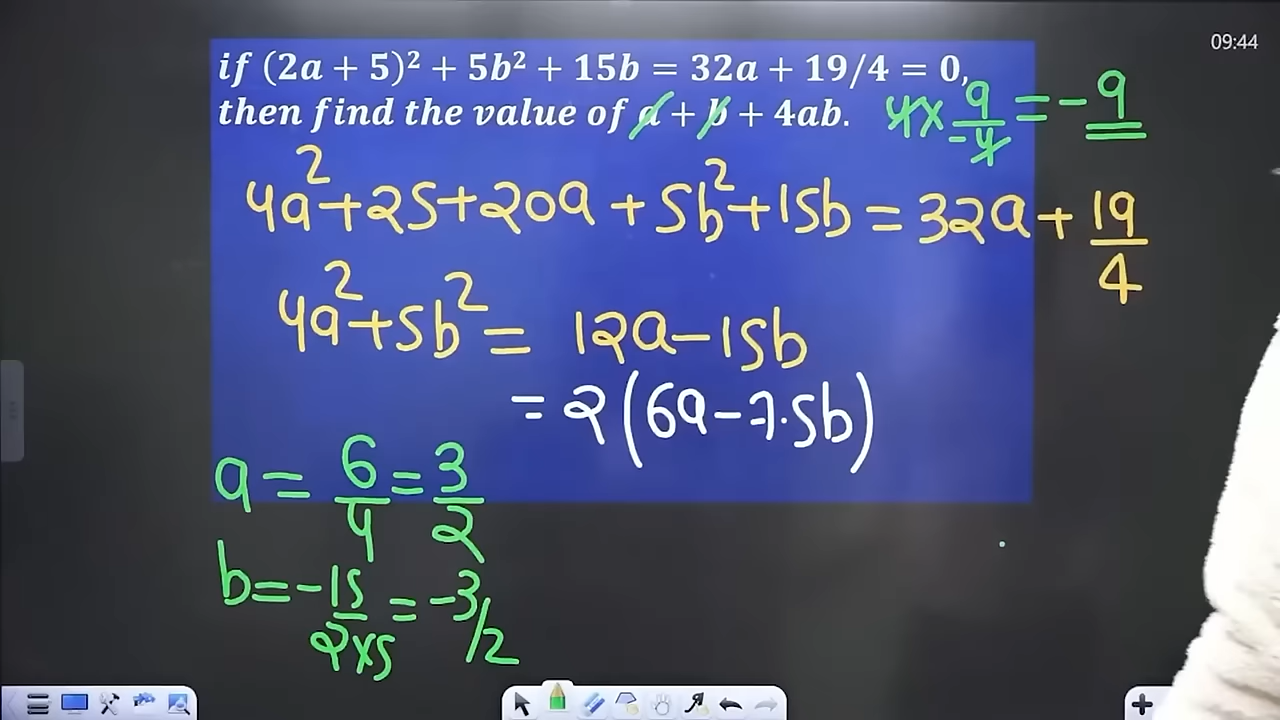 09:44
if (2a + 5)² + 5b² + 15b = 32a + 19/4 = 0,
then find the value of a + b + 4ab.
4 × 9/-4 = -9
4a² + 25 + 20a + 5b² + 15b = 32a + 19/4
4a² + 5b² = 12a - 15b
= 2(6a - 7.5b)
a = 6/4 = 3/2
b = -15/2×5 = -3/2